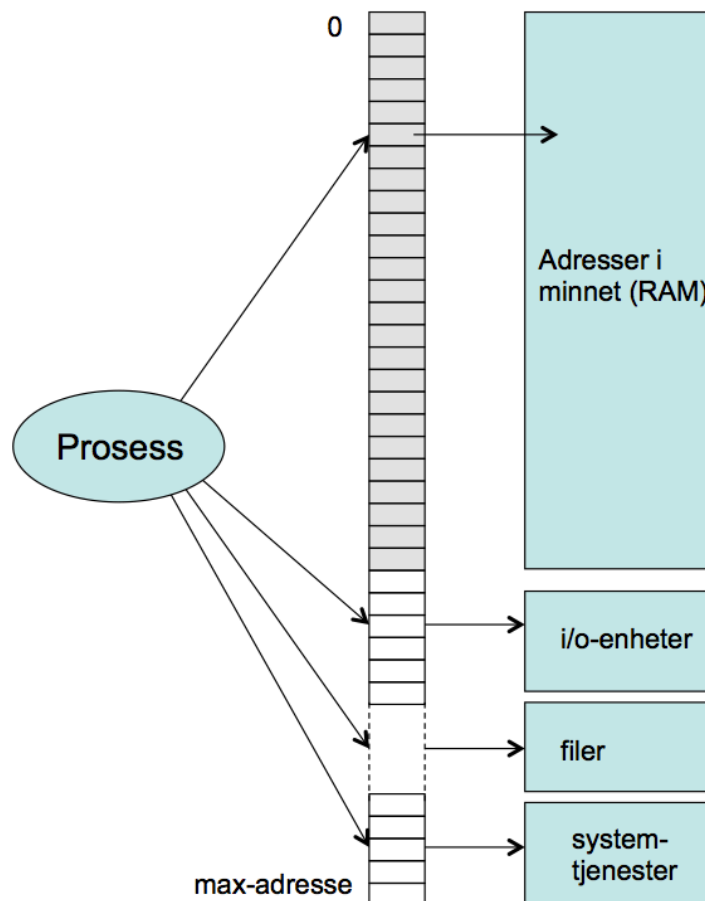 0
Adresser i
minnet (RAM)
Prosess
i/o-enheter
filer
system-
tjenester
max-adresse